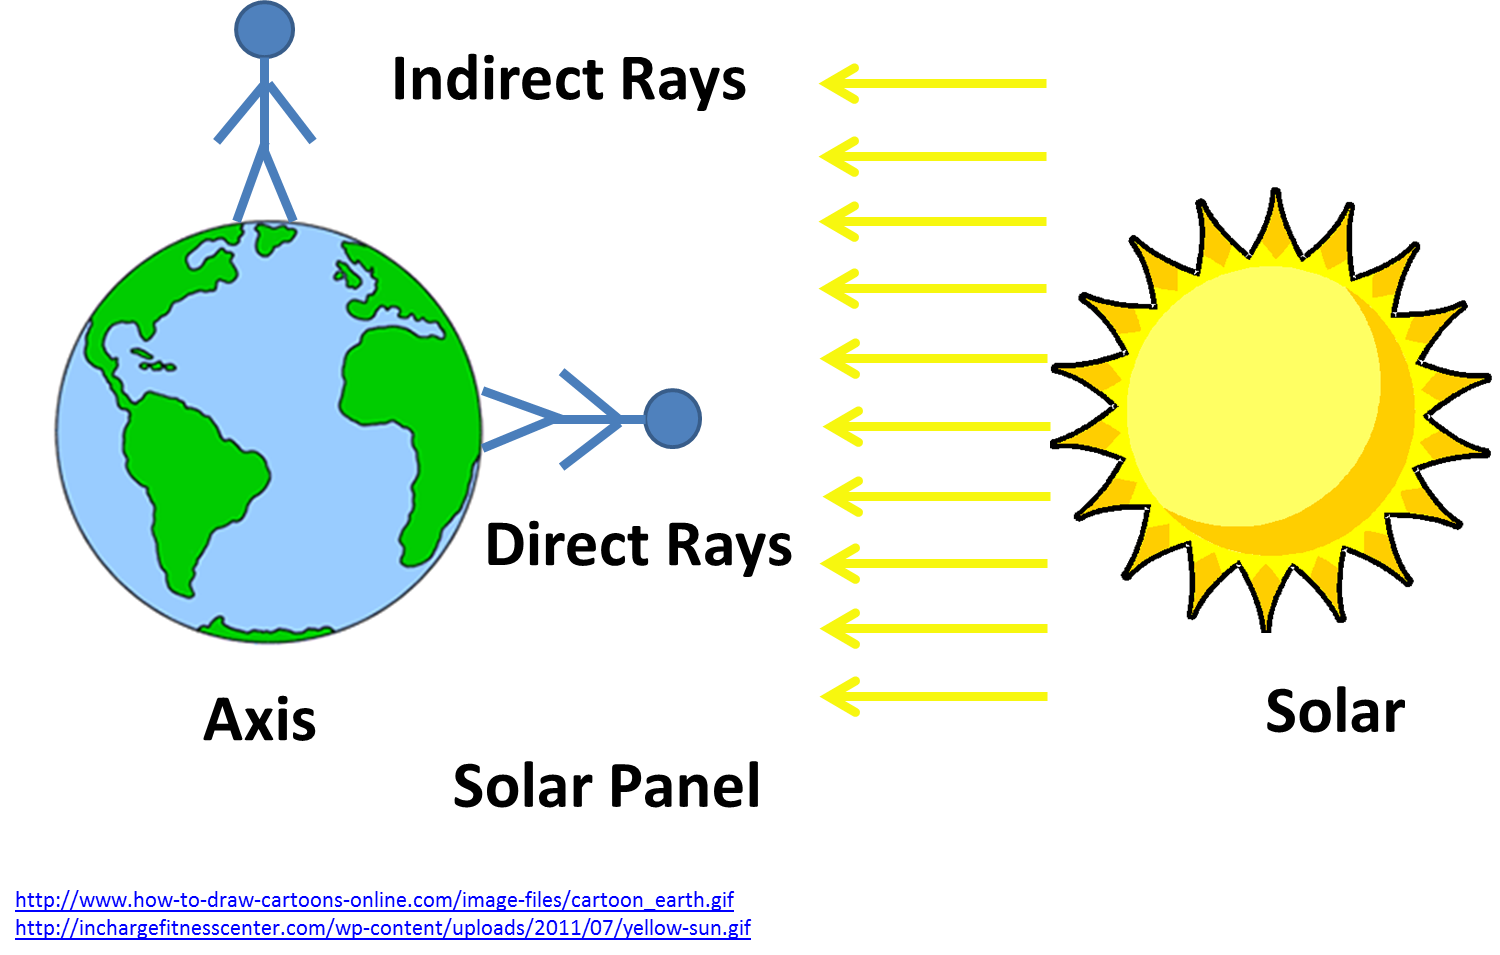 Indirect Rays
Direct Rays
Axis
Solar
Solar Panel
http://www.how-to-draw-cartoons-online.com/image-files/cartoon_earth.gif
http://inchargefitnesscenter.com/wp-content/uploads/2011/07/yellow-sun.gif